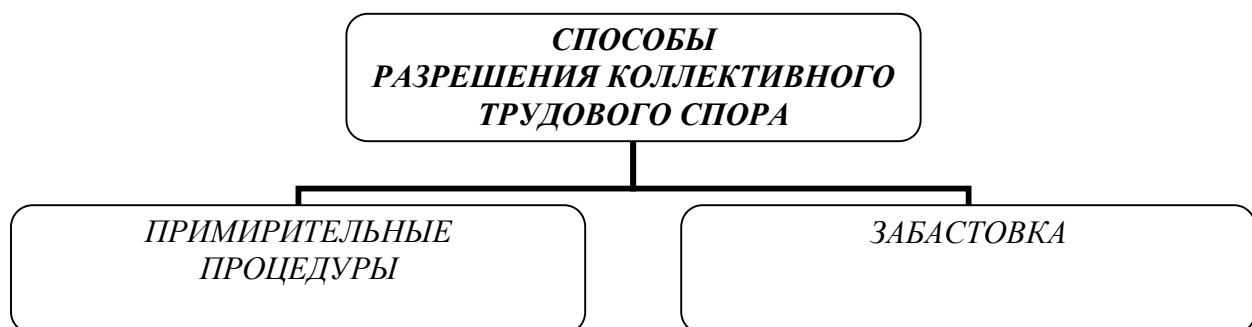 СПОСОБЫ
РАЗРЕШЕНИЯ КОЛЛЕКТИВНОГО
ТРУДОВОГО СПОРА
ПРИМИРИТЕЛЬНЫЕ
ПРОЦЕДУРЫ
ЗАБАСТОВКА